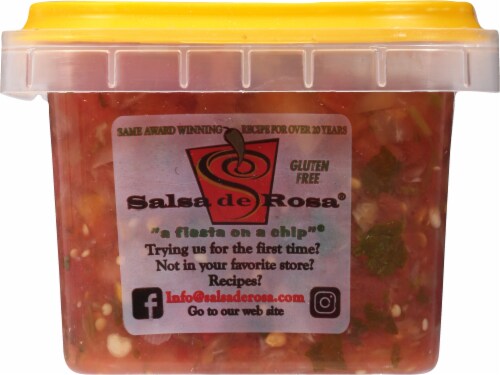 SAME AWARD WINNING RECIPE FOR OVER 20 YEARS
GLUTEN
FREE
Salsa de Rosa®
"a fiesta on a chip"®
Trying us for the first time?
Not in your favorite store?
Recipes?
Info@salsaderosa.com
Go to our web site